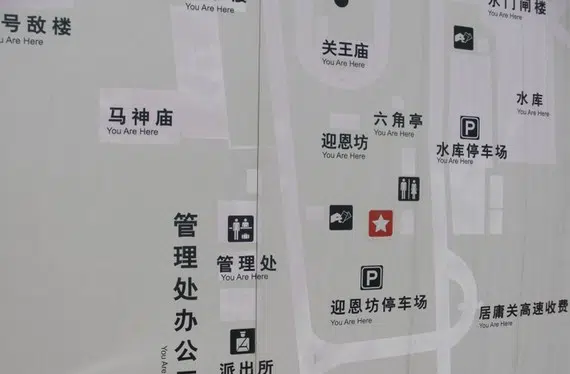 号敌楼
You Are Here
You Are Here
关王庙
You Are Here
水门闸楼
马神庙
You Are Here
六角亭
You Are Here
水库
You Are Here
迎恩坊
You Are Here
P
水库停车场
You Are Here
管理处办公
You Are
管理处
You Are Here
P
迎恩坊停车场
You Are Here
居庸关高速收费
You Are Here
派出所